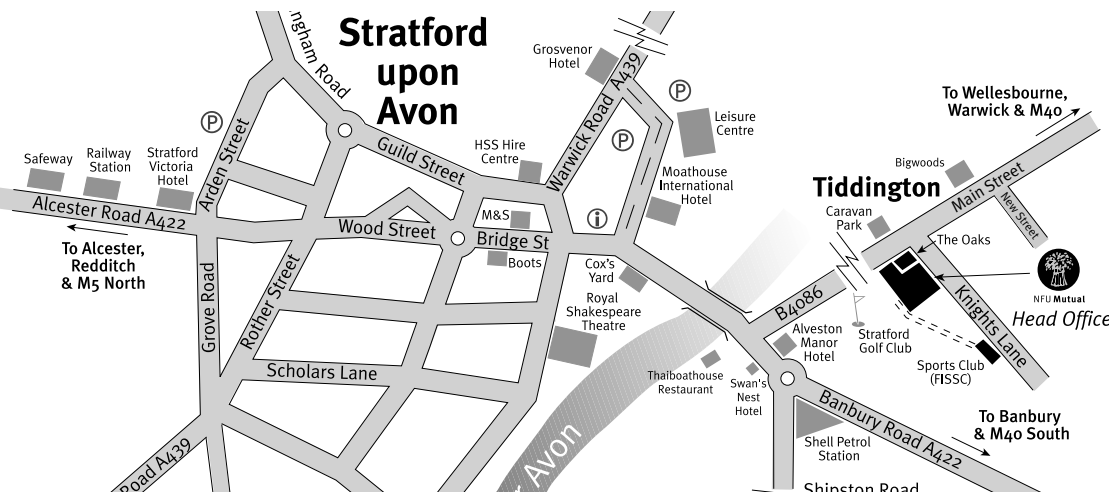 Stratford
upon
Avon
ngham Road
Grosvenor
Hotel
A439
Warwick Road
P
P
P
Leisure
Centre
To Wellesbourne,
Warwick & M40
Safeway
Railway
Station
Stratford
Victoria
Hotel
Arden Street
Guild Street
HSS Hire
Centre
Moathouse
International
Hotel
Bigwoods
Tiddington
Main Street
New Street
Caravan
Park
The Oaks
Alcester Road A422
To Alcester,
Redditch
& M5 North
Wood Street
M&S
i
Bridge St
Boots
Cox's
Yard
Royal
Shakespeare
Theatre
Grove Road
Rother Street
Scholars Lane
B4086
Alveston
Manor
Hotel
Stratford
Golf Club
NFU Mutual
Head Office
Knights Lane
Sports Club
(FISSC)
Thaiboathouse
Restaurant
Swan's
Nest
Hotel
Banbury Road A422
To Banbury
& M40 South
Shell Petrol
Station
Shipston Road
Road A439
r Avon